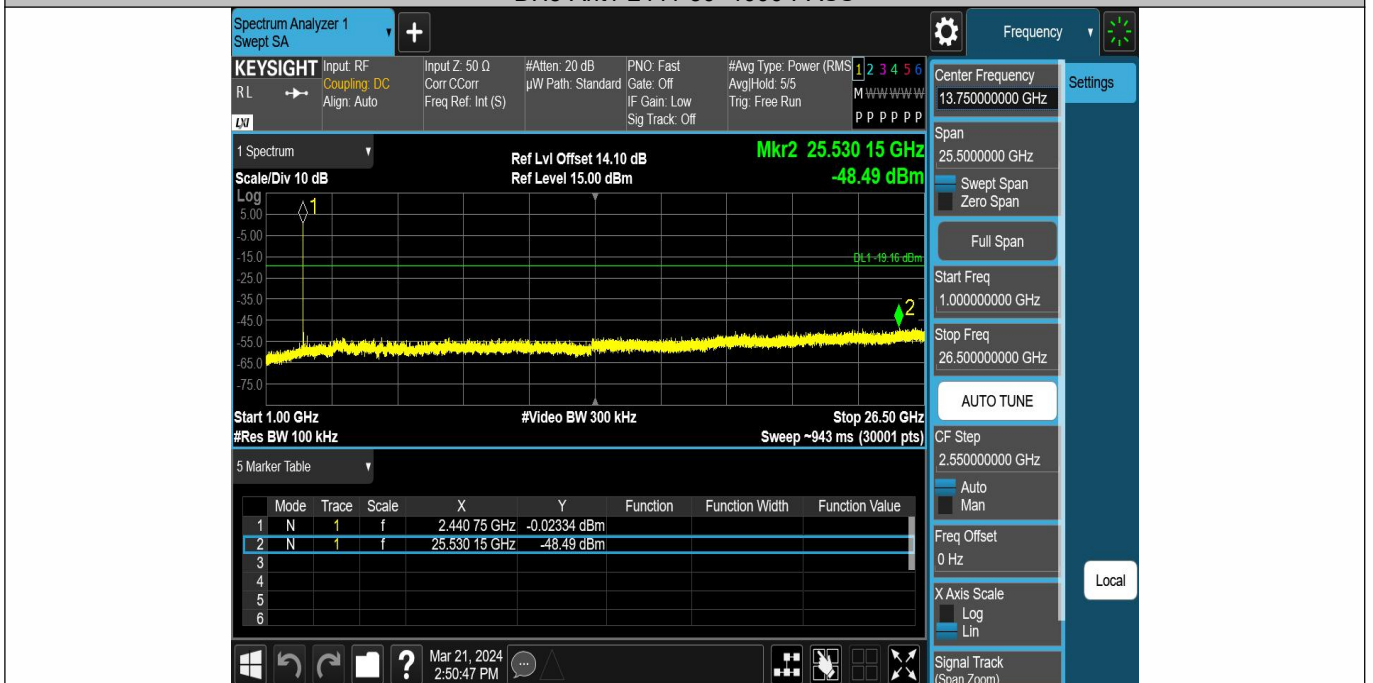 Spectrum Analyzer 1
Swept SA
+
Frequency
KEYSIGHT
RL
LXI
Input: RF
Coupling: DC
Align: Auto
Input Z: 50 Ω
Corr CCorr
Freq Ref: Int (S)
#Atten: 20 dB
µW Path: Standard
PNO: Fast
Gate: Off
IF Gain: Low
Sig Track: Off
#Avg Type: Power (RMS
Avg|Hold: 5/5
Trig: Free Run
1 2 3 4 5 6
M W W W W W
P P P P P P
1 Spectrum
Scale/Div 10 dB
Ref Lvl Offset 14.10 dB
Ref Level 15.00 dBm
Mkr2 25.530 15 GHz
-48.49 dBm
Log
5.00
-5.00
-15.0
-25.0
-35.0
-45.0
-55.0
-65.0
-75.0
1
DL1 -19.16 dBm
2
Start 1.00 GHz
#Video BW 300 kHz
Stop 26.50 GHz
#Res BW 100 kHz
Sweep ~943 ms (30001 pts)
5 Marker Table
Mode Trace Scale X Y Function Function Width Function Value
1 N 1 f 2.440 75 GHz -0.02334 dBm
2 N 1 f 25.530 15 GHz -48.49 dBm
3
4
5
6
?
Mar 21, 2024
2:50:47 PM
Center Frequency
13.750000000 GHz
Settings
Span
25.5000000 GHz
Swept Span
Zero Span
Full Span
Start Freq
1.000000000 GHz
Stop Freq
26.500000000 GHz
AUTO TUNE
CF Step
2.550000000 GHz
Auto
Man
Freq Offset
0 Hz
Local
X Axis Scale
Log
Lin
Signal Track
(Span Zoom)